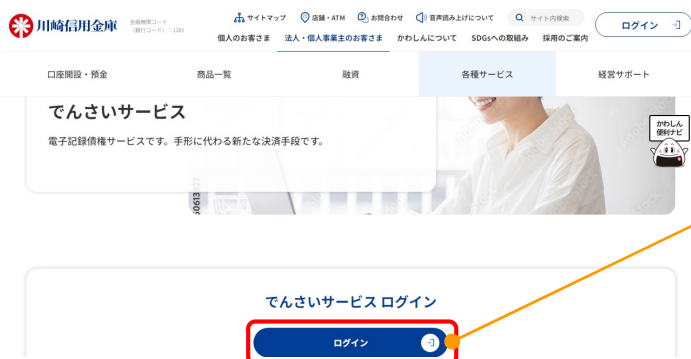 川崎信用金庫
金融機関コード
(銀行コード):1283
サイトマップ 店舗・ATM お問合わせ 音声読み上げについて サイト内検索
ログイン
個人のお客さま 法人・個人事業主のお客さま かわしんについて SDGsへの取組み 採用のご案内
口座開設・預金 商品一覧 融資 各種サービス 経営サポート
でんさいサービス
電子記録債権サービスです。手形に代わる新たな決済手段です。
かわしん
便利ナビ
でんさいサービス ログイン
ログイン